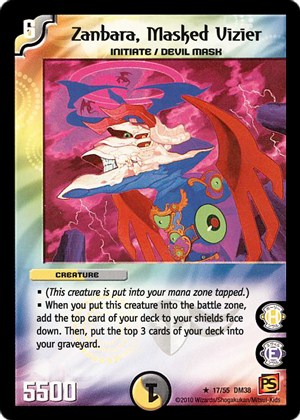 6
Zanbara, Masked Vizier
INITIATE / DEVIL MASK
CREATURE
• (This creature is put into your mana zone tapped.)
• When you put this creature into the battle zone,
add the top card of your deck to your shields face
down. Then, put the top 3 cards of your deck into
your graveyard.
5500
★ 17/55 DM38
©2010 Wizards/Shogakukan/Mitsui-Kids
PS